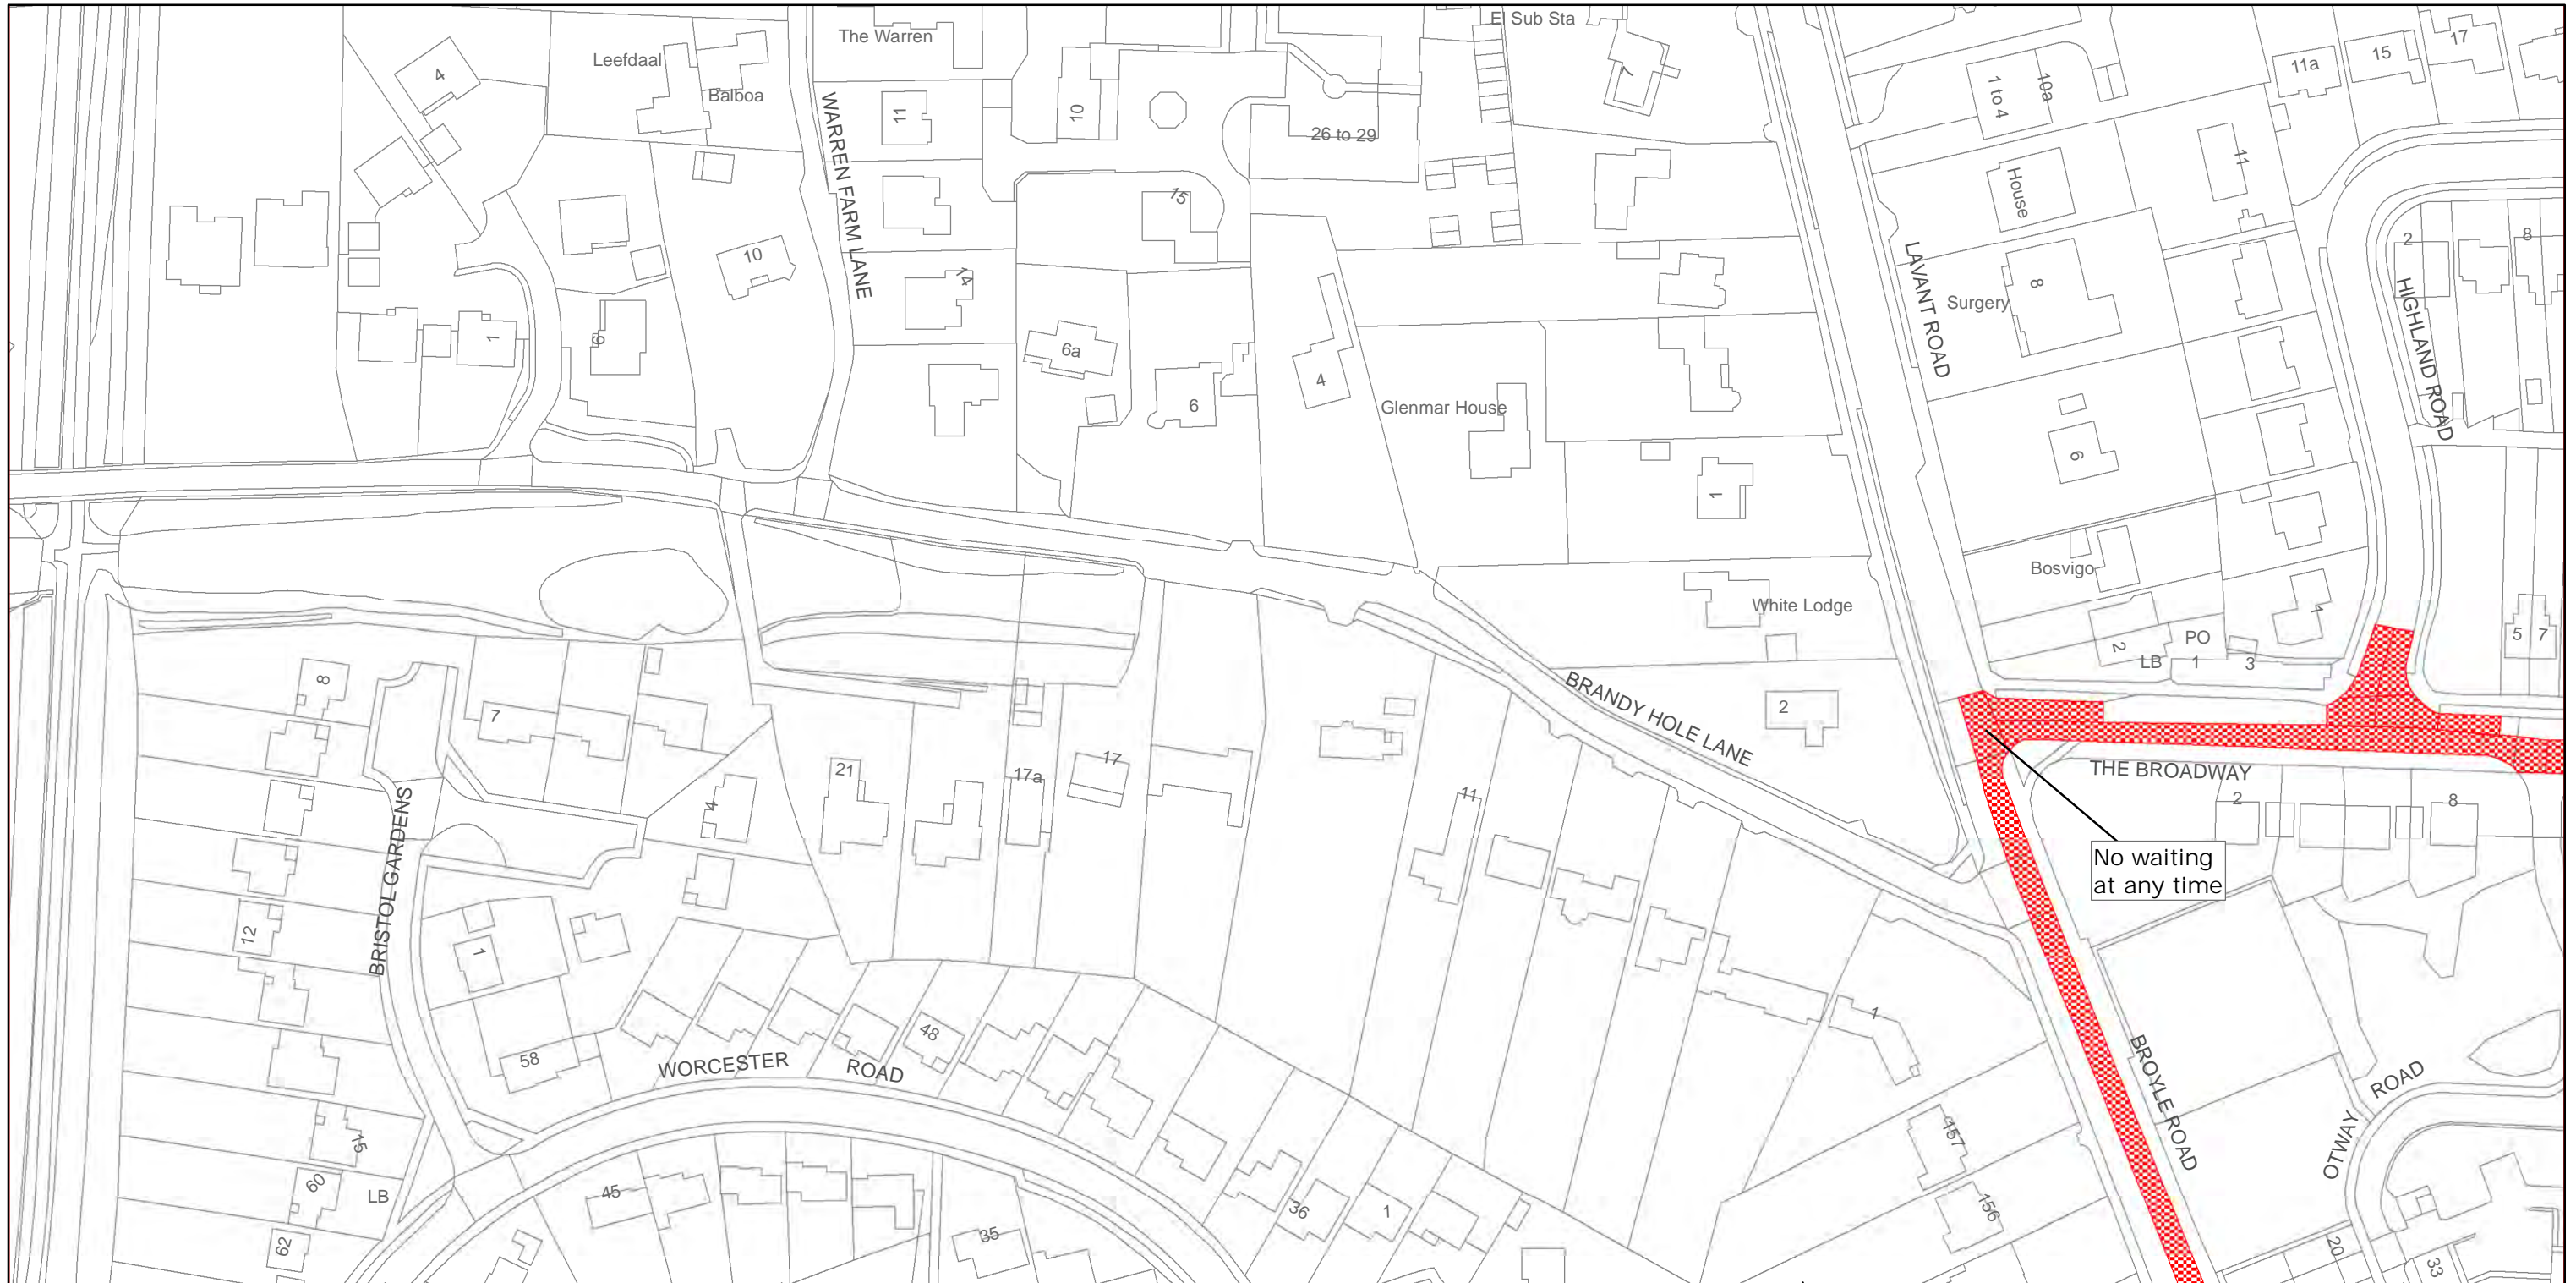 El Sub Sta
The Warren
17
15
11a
7
Leefdaal
4
1 to 4
10a
Balboa
WARREN FARM LANE
11
10
26 to 29
11
House
15
2
8
10
LAVANT ROAD
14
Surgery
8
HIGHLAND ROAD
1
9
6a
4
6
Glenmar House
6
1
Bosvigo
White Lodge
1
2
PO
5
7
LB
1
3
8
BRANDY HOLE LANE
2
7
THE BROADWAY
21
17a
17
4
11
2
8
No waiting
at any time
BRISTOL GARDENS
12
1
48
1
58
WORCESTER
ROAD
BROYLE ROAD
ROAD
OTWAY
15
157
60
LB
45
36
1
156
35
62
20
33